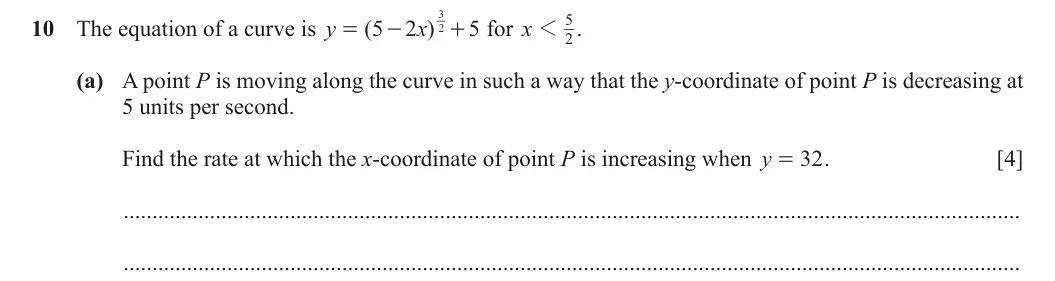 10 The equation of a curve is y = (5 − 2x)^{3/2} + 5 for x < 5/2.
(a) A point P is moving along the curve in such a way that the y-coordinate of point P is decreasing at
5 units per second.
Find the rate at which the x-coordinate of point P is increasing when y = 32. [4]